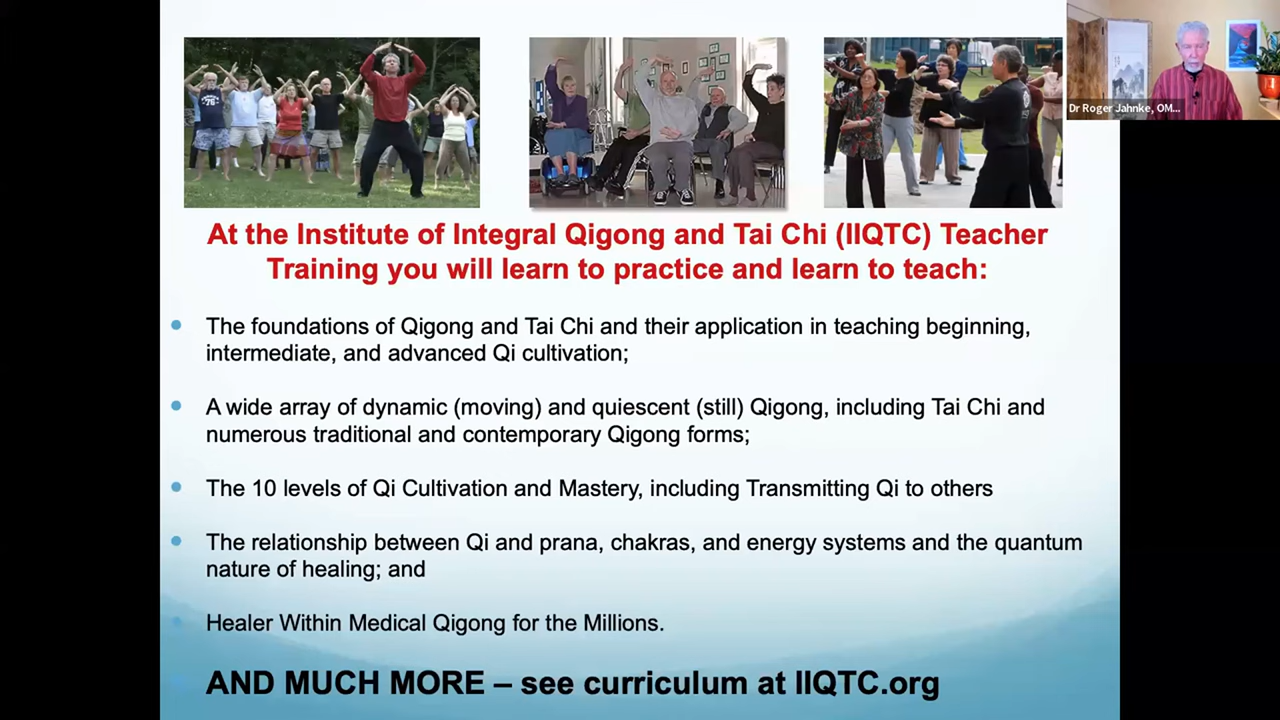 Dr Roger Jahnke, OM...
At the Institute of Integral Qigong and Tai Chi (IIQTC) Teacher
Training you will learn to practice and learn to teach:
The foundations of Qigong and Tai Chi and their application in teaching beginning,
intermediate, and advanced Qi cultivation;
A wide array of dynamic (moving) and quiescent (still) Qigong, including Tai Chi and
numerous traditional and contemporary Qigong forms;
The 10 levels of Qi Cultivation and Mastery, including Transmitting Qi to others
The relationship between Qi and prana, chakras, and energy systems and the quantum
nature of healing; and
Healer Within Medical Qigong for the Millions.
AND MUCH MORE – see curriculum at IIQTC.org